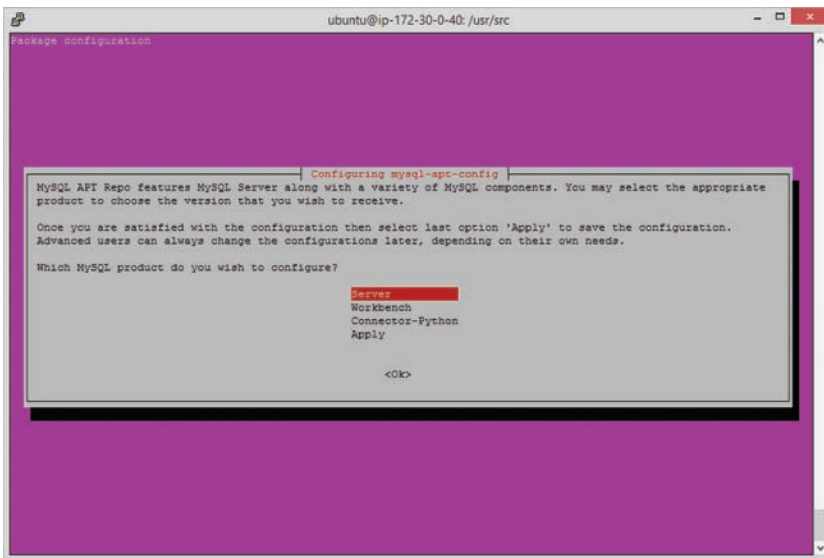 ubuntu@ip-172-30-0-40: /usr/src
Package configuration
Configuring mysql-apt-config
MySQL APT Repo features MySQL Server along with a variety of MySQL components. You may select the appropriate
product to choose the version that you wish to receive.
Once you are satisfied with the configuration then select last option 'Apply' to save the configuration.
Advanced users can always change the configurations later, depending on their own needs.
Which MySQL product do you wish to configure?
Server
Workbench
Connector-Python
Apply
<Ok>